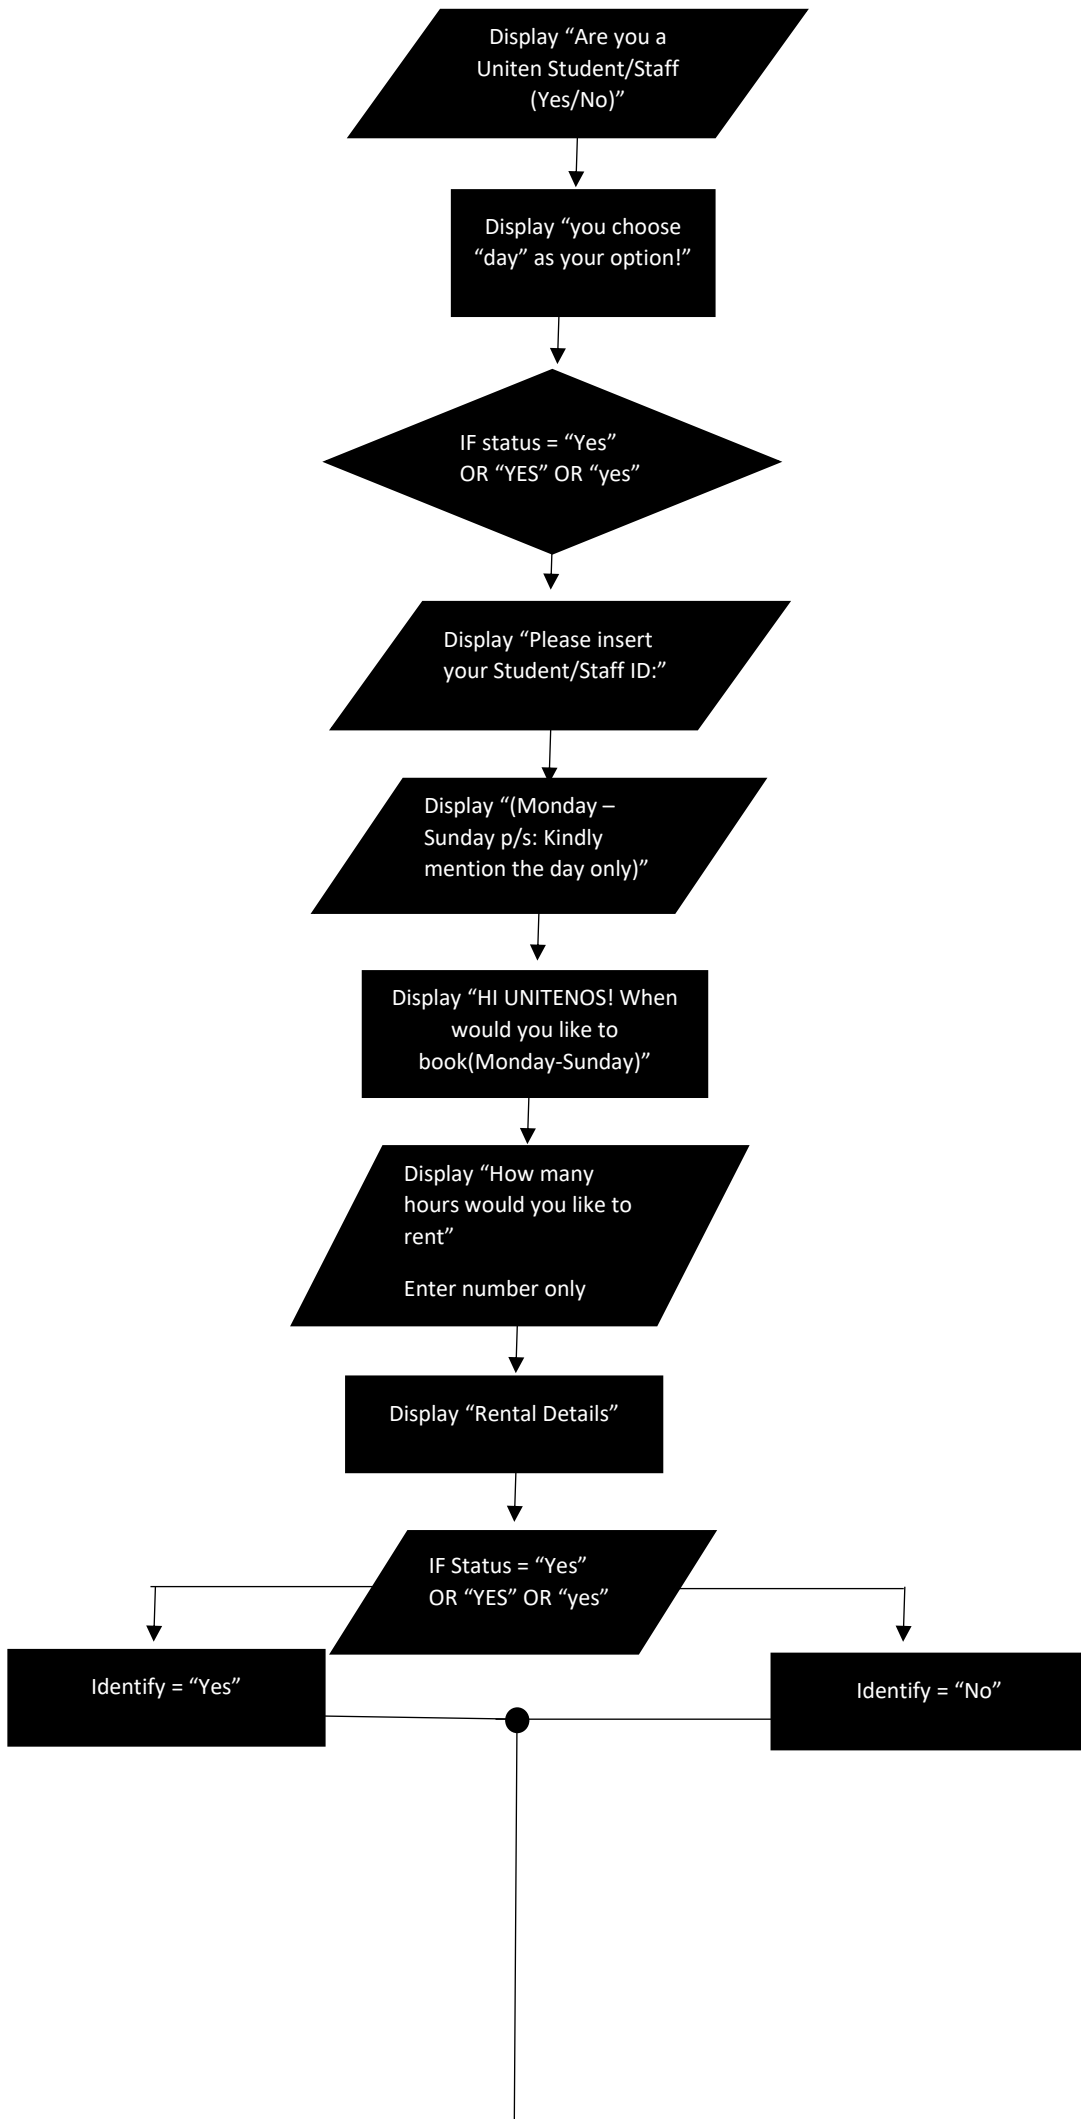 Display “Are you a
Uniten Student/Staff
(Yes/No)”
Display “you choose
“day” as your option!”
IF status = “Yes”
OR “YES” OR “yes”
Display “Please insert
your Student/Staff ID:”
Display “(Monday –
Sunday p/s: Kindly
mention the day only)”
Display “HI UNITENOS! When
would you like to
book(Monday-Sunday)”
Display “How many
hours would you like to
rent”
Enter number only
Display “Rental Details”
IF Status = “Yes”
OR “YES” OR “yes”
Identify = “Yes”
Identify = “No”